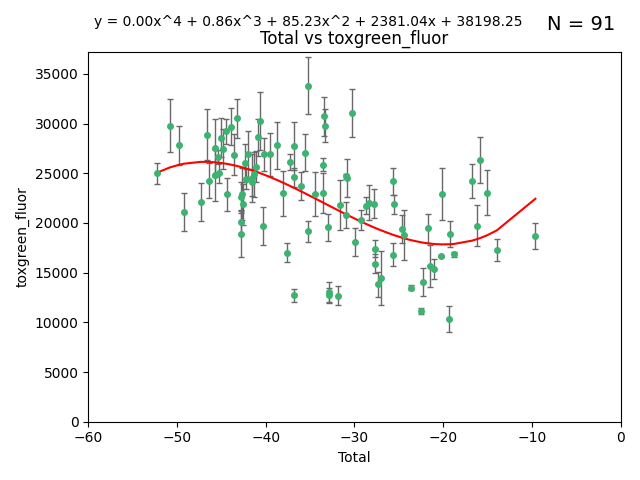 y = 0.00x^4 + 0.86x^3 + 85.23x^2 + 2381.04x + 38198.25
N = 91
Total vs toxgreen_fluor
35000
30000
25000
20000
15000
10000
5000
0
toxgreen_fluor
−60 −50 −40 −30 −20 −10 0
Total